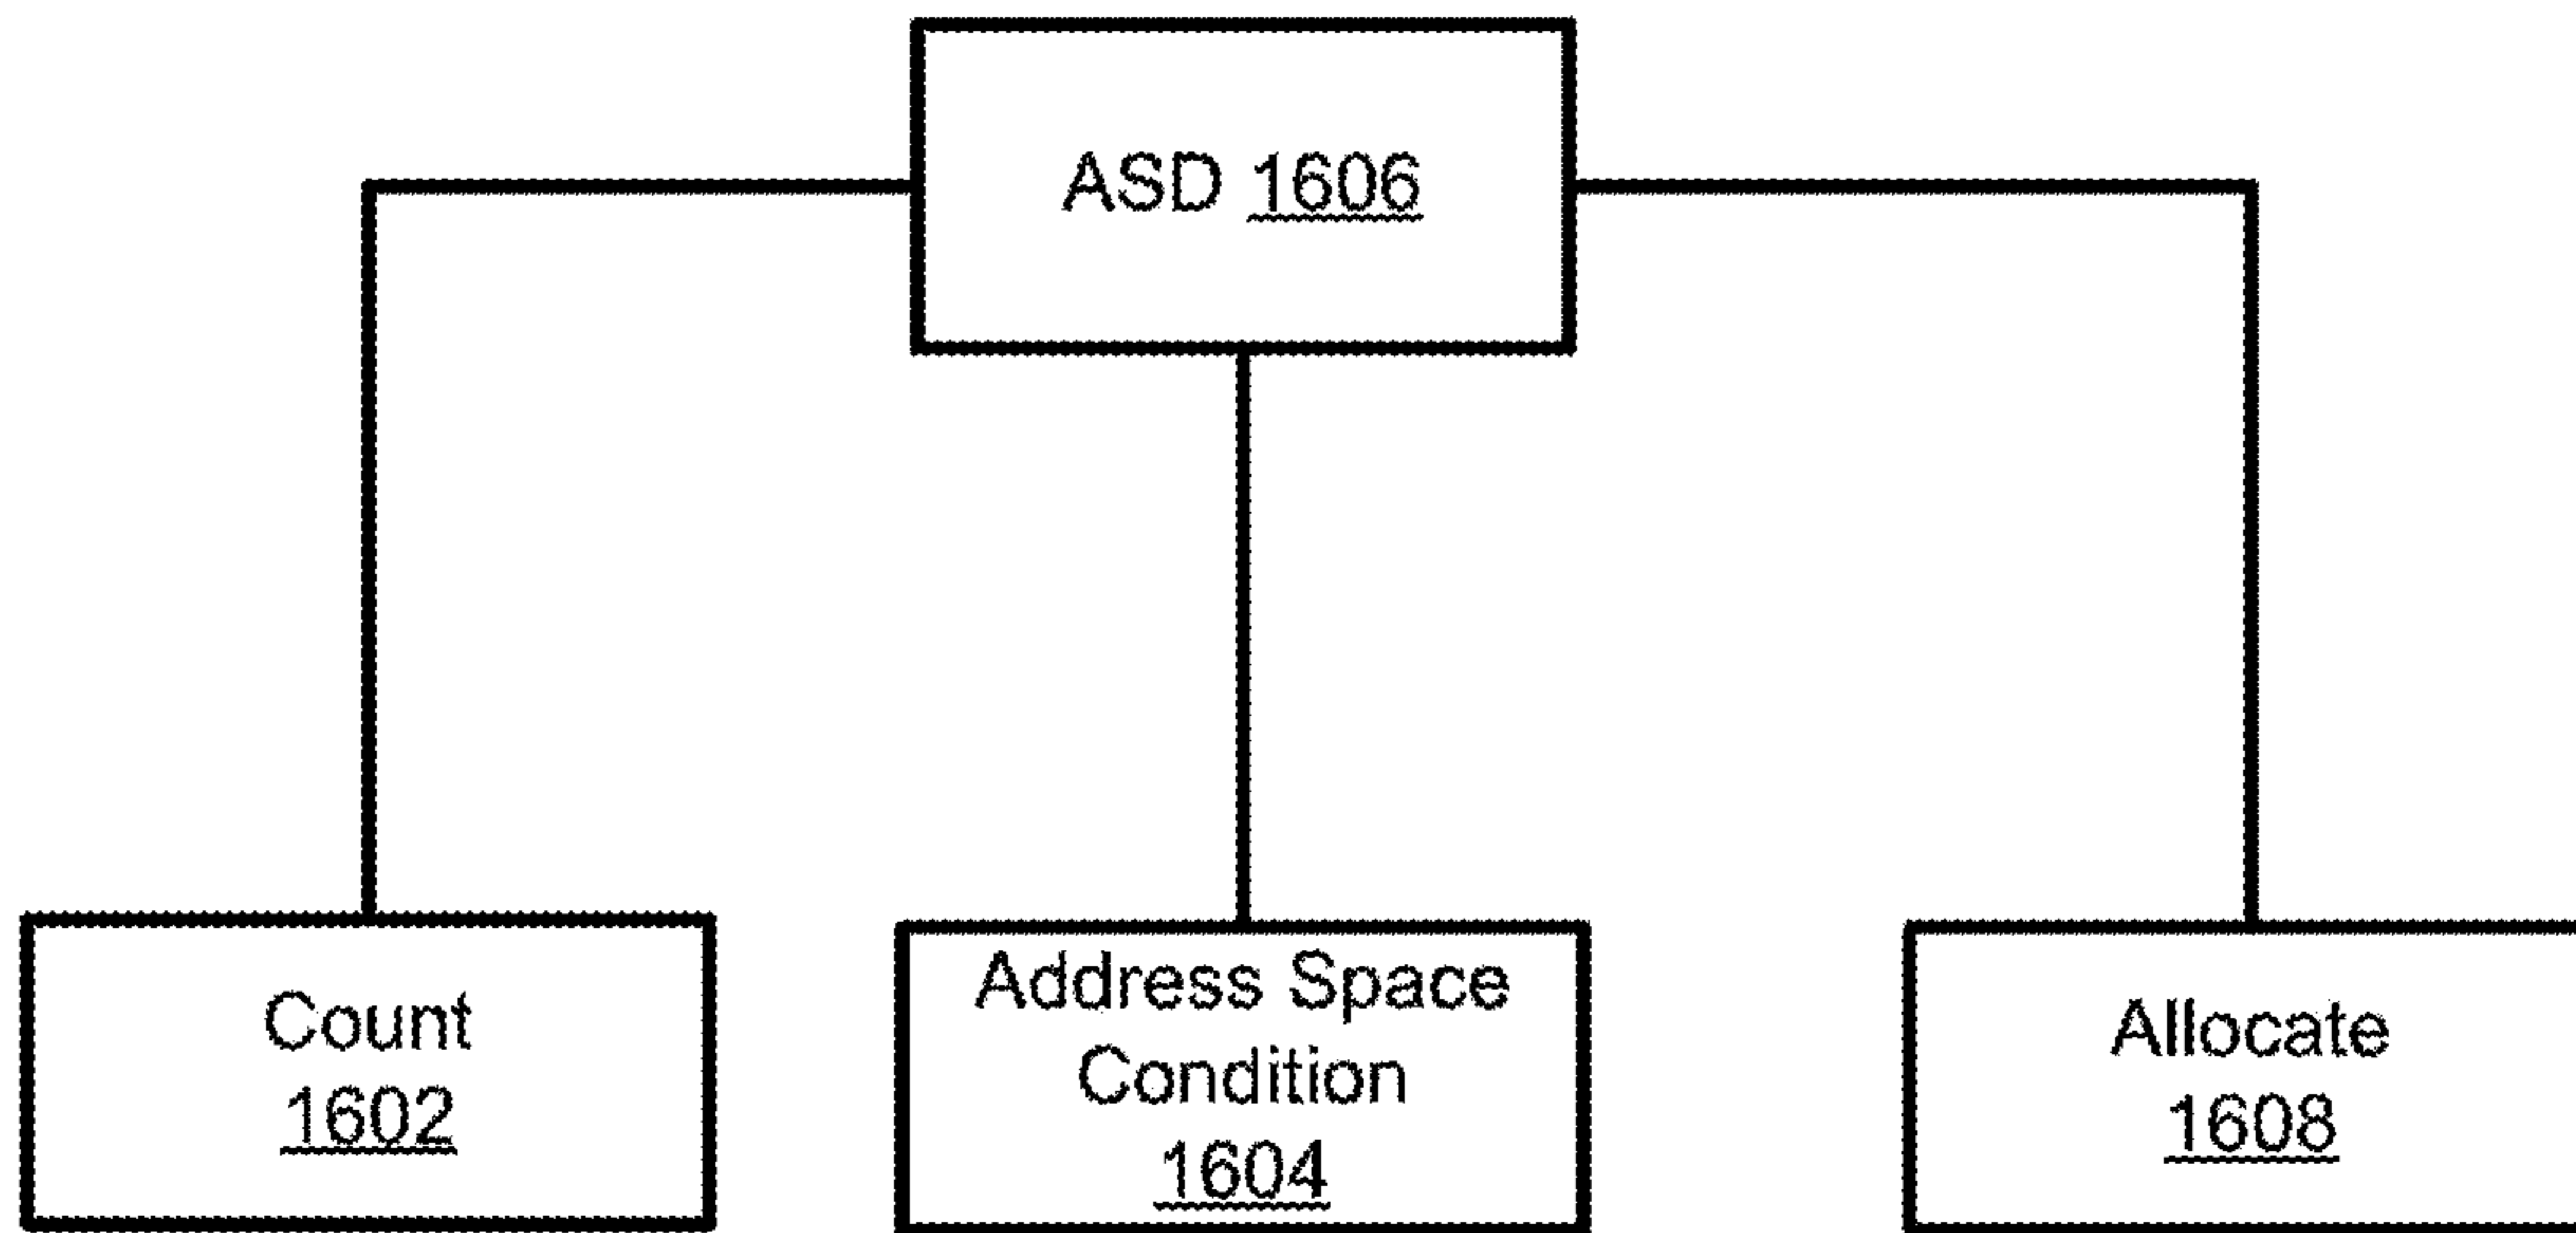 ASD 1606
Count
1602
Address Space
Condition
1604
Allocate
1608